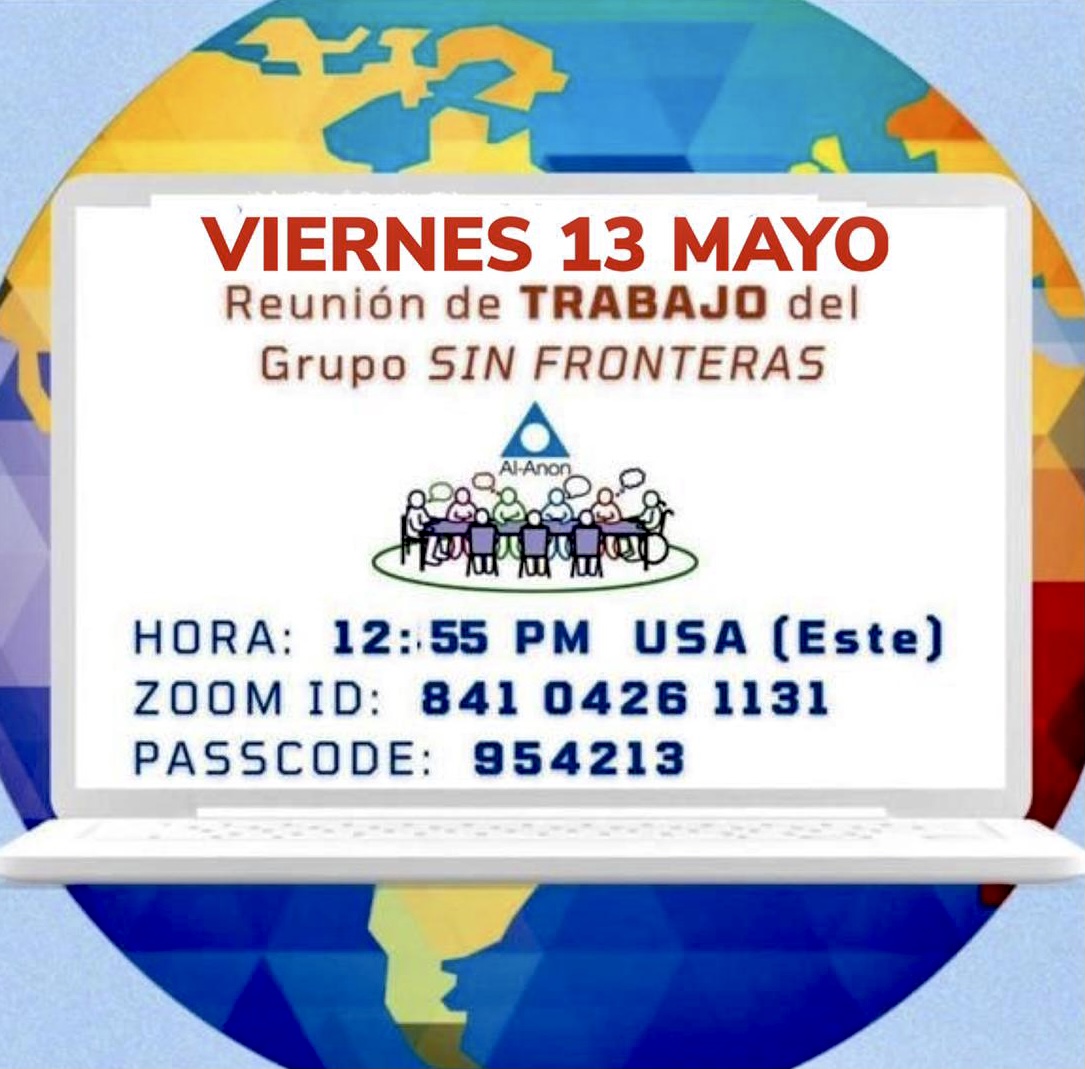 VIERNES 13 MAYO
Reunión de TRABAJO del
Grupo SIN FRONTERAS
Al-Anon
HORA: 12:55 PM USA (Este)
ZOOM ID: 841 0426 1131
PASSCODE: 954213